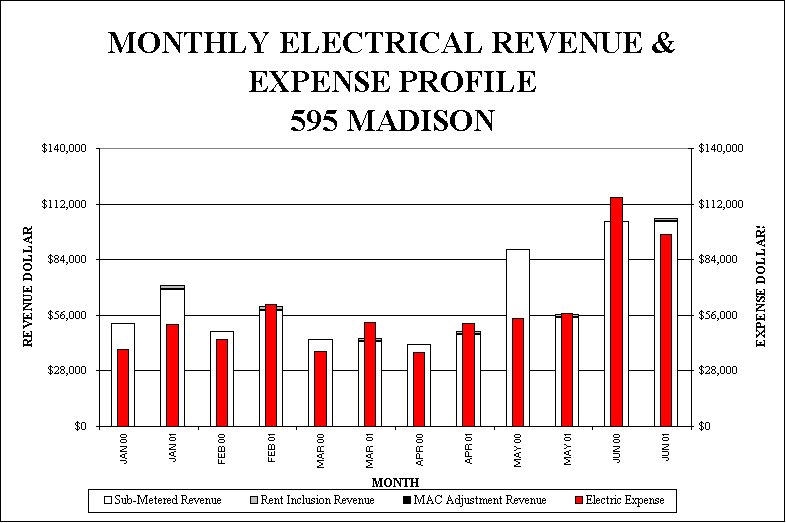 MONTHLY ELECTRICAL REVENUE &
EXPENSE PROFILE
595 MADISON
$140,000
$112,000
$84,000
$56,000
$28,000
$0
REVENUE DOLLAR
$140,000
$112,000
$84,000
$56,000
$28,000
$0
EXPENSE DOLLAR
JAN 00
JAN 01
FEB 00
FEB 01
MAR 00
MAR 01
APR 00
APR 01
MAY 00
MAY 01
JUN 00
JUN 01
MONTH
Sub-Metered Revenue Rent Inclusion Revenue MAC Adjustment Revenue Electric Expense